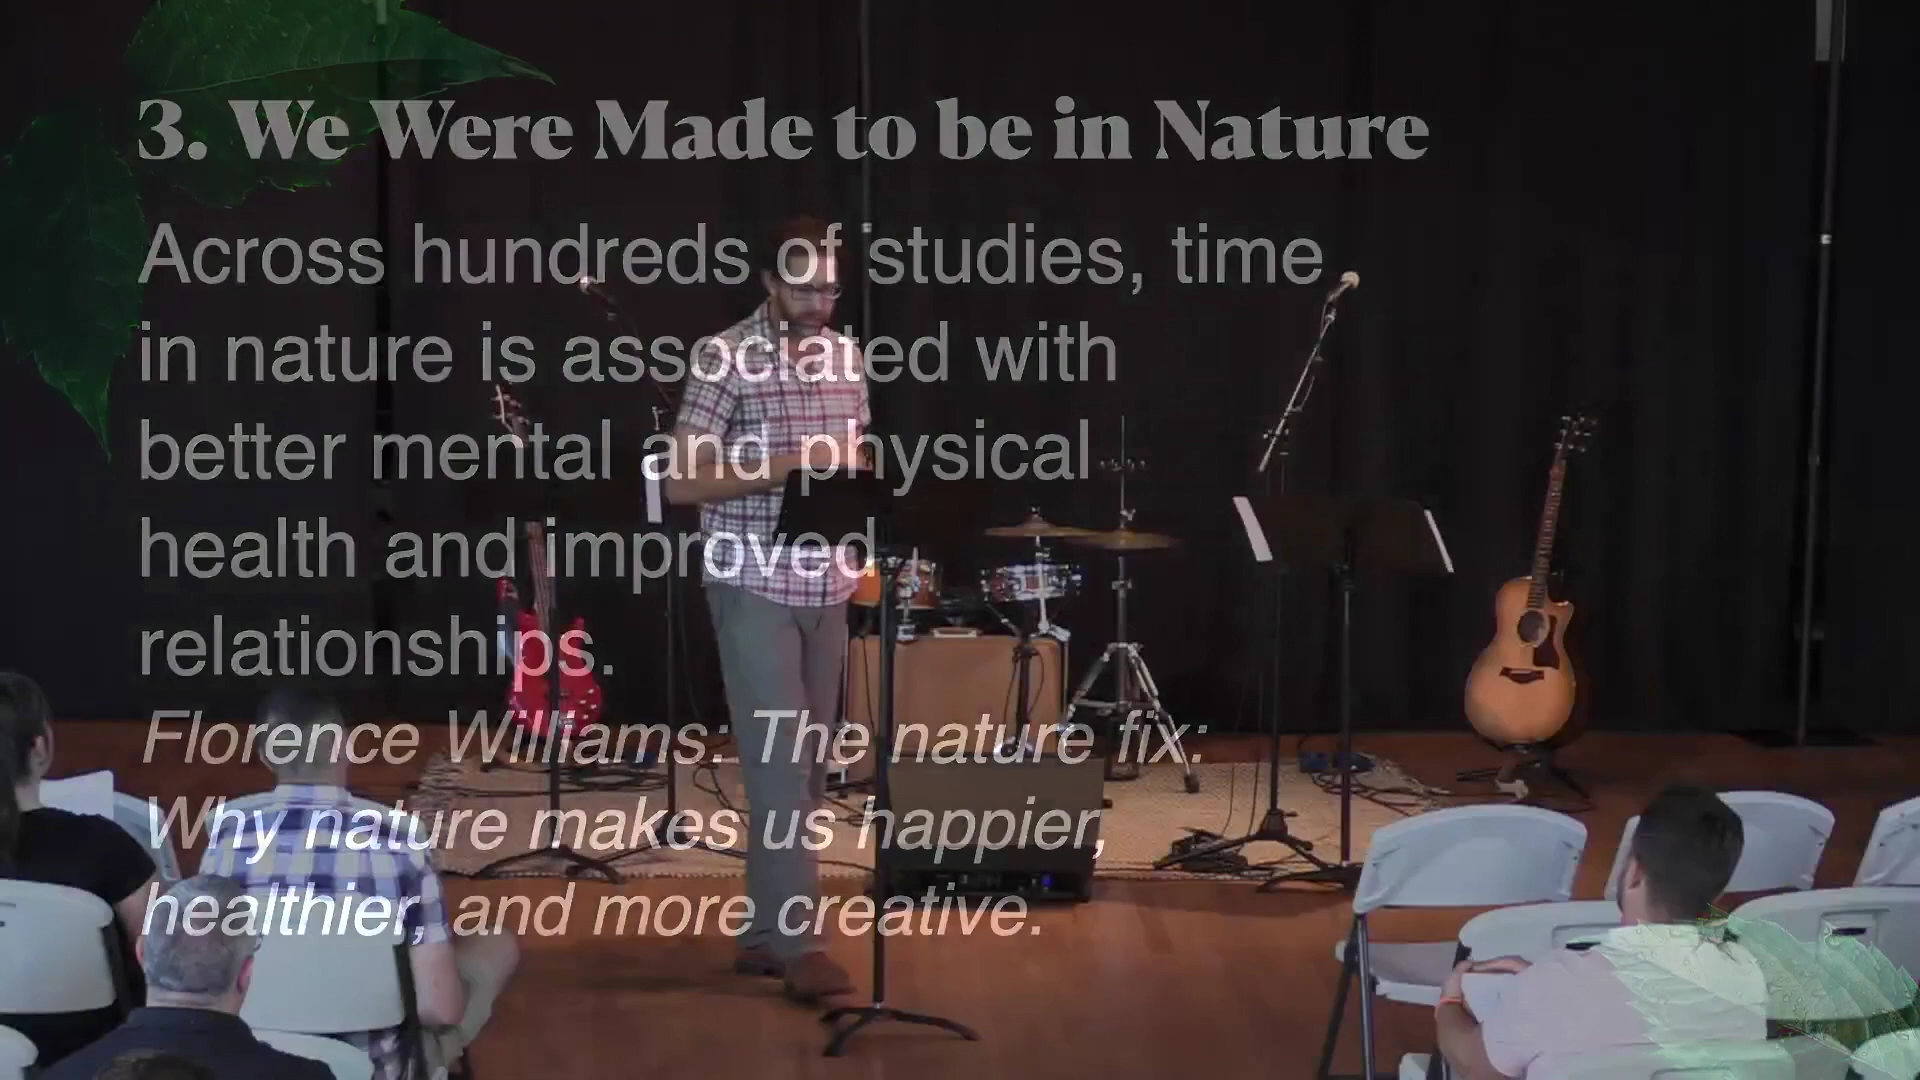 3. We Were Made to be in Nature
Across hundreds of studies, time
in nature is associated with
better mental and physical
health and improved
relationships.
Florence Williams: The nature fix:
Why nature makes us happier,
healthier, and more creative.